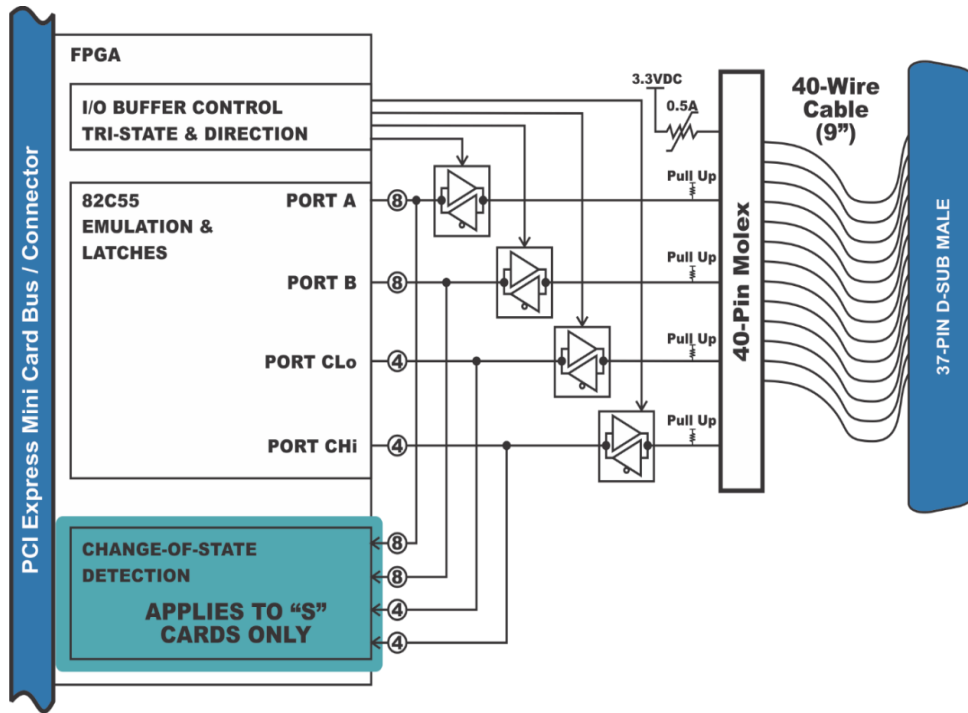 PCI Express Mini Card Bus / Connector
FPGA
I/O BUFFER CONTROL
TRI-STATE & DIRECTION
82C55
EMULATION &
LATCHES
PORT A
8
PORT B
8
PORT CLo
4
PORT CHi
4
CHANGE-OF-STATE
DETECTION
APPLIES TO “S”
CARDS ONLY
8
8
4
4
3.3VDC
0.5A
Pull Up
Pull Up
Pull Up
Pull Up
40-Pin Molex
40-Wire
Cable
(9”)
37-PIN D-SUB MALE